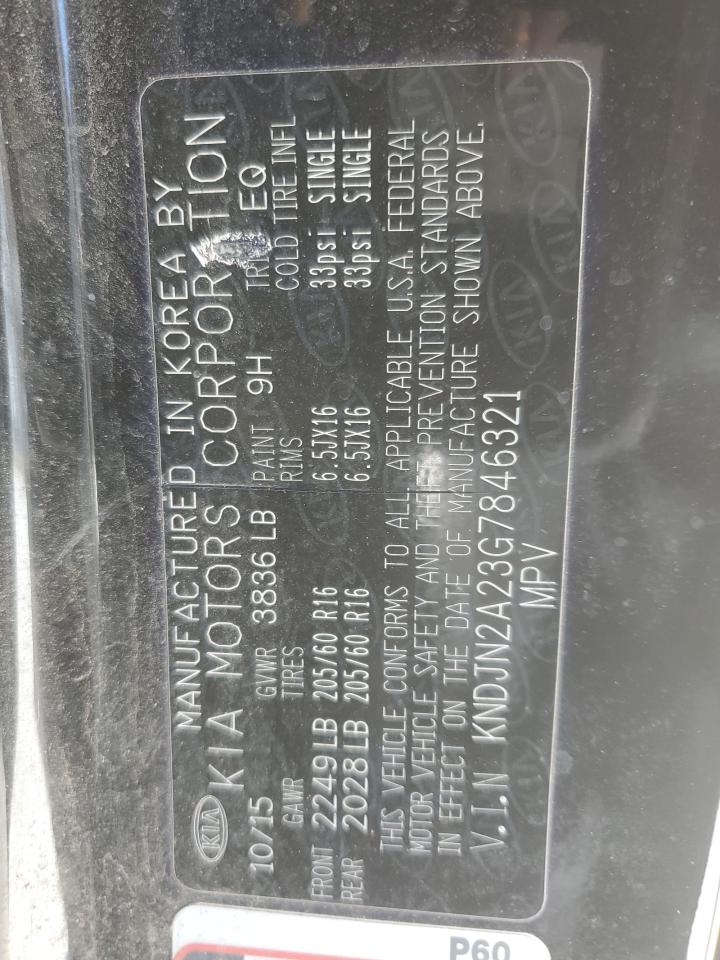 MANUFACTURED IN KOREA BY
KIA KIA MOTORS CORPORATION
10/15 GVWR 3836 LB PAINT 9H EQ
GAWR TIRES RIMS COLD TIRE INFL
FRONT 2249LB 205/60 R16 6.5JX16 33psi SINGLE
REAR 2028LB 205/60 R16 6.5JX16 33psi SINGLE
THIS VEHICLE CONFORMS TO ALL APPLICABLE U.S.A. FEDERAL
MOTOR VEHICLE SAFETY AND THEFT PREVENTION STANDARDS
IN EFFECT ON THE DATE OF MANUFACTURE SHOWN ABOVE.
V.I.N KNDJN2A23G7846321
MPV
P60